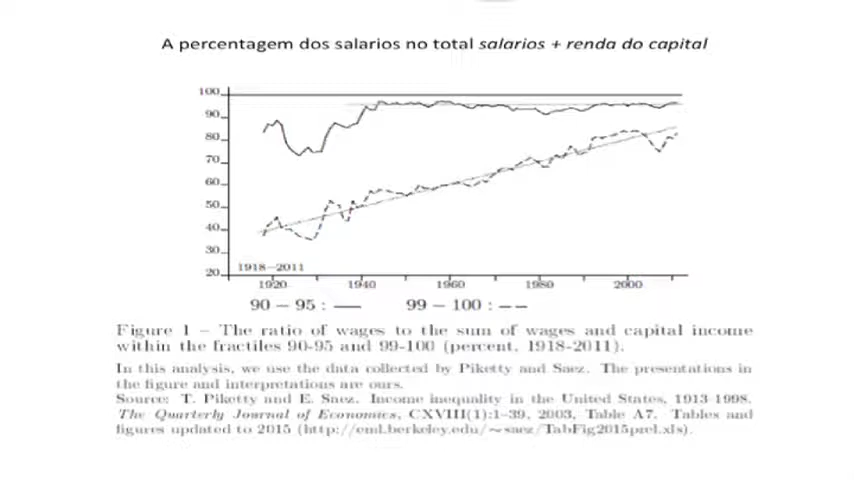 A percentagem dos salarios no total salarios + renda do capital
100
90
80
70
60
50
40
30
20
1918−2011
1920 1940 1960 1980 2000
90 − 95 : —— 99 − 100 : – –
Figure 1 – The ratio of wages to the sum of wages and capital income
within the fractiles 90-95 and 99-100 (percent, 1918-2011).
In this analysis, we use the data collected by Piketty and Saez. The presentations in
the figure and interpretations are ours.
Source: T. Piketty and E. Saez. Income inequality in the United States, 1913-1998.
The Quarterly Journal of Economics, CXVIII(1):1–39, 2003, Table A7. Tables and
figures updated to 2015 (http://eml.berkeley.edu/∼saez/TabFig2015prel.xls).